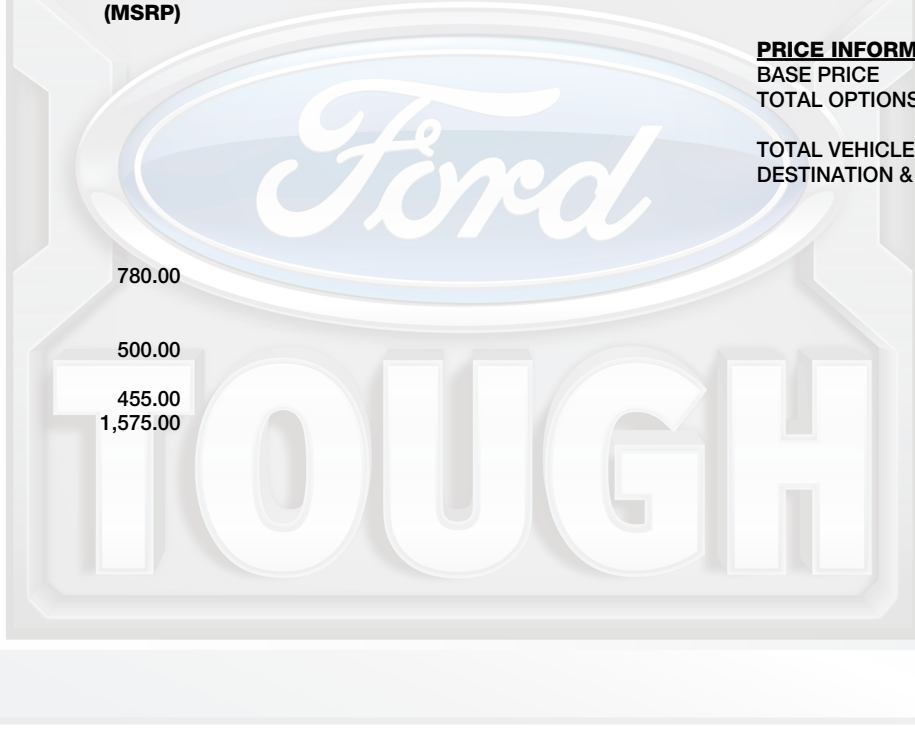 (MSRP)
PRICE INFORM
BASE PRICE
TOTAL OPTIONS
TOTAL VEHICLE
DESTINATION &
780.00
500.00
455.00
1,575.00
Ford
TOUGH